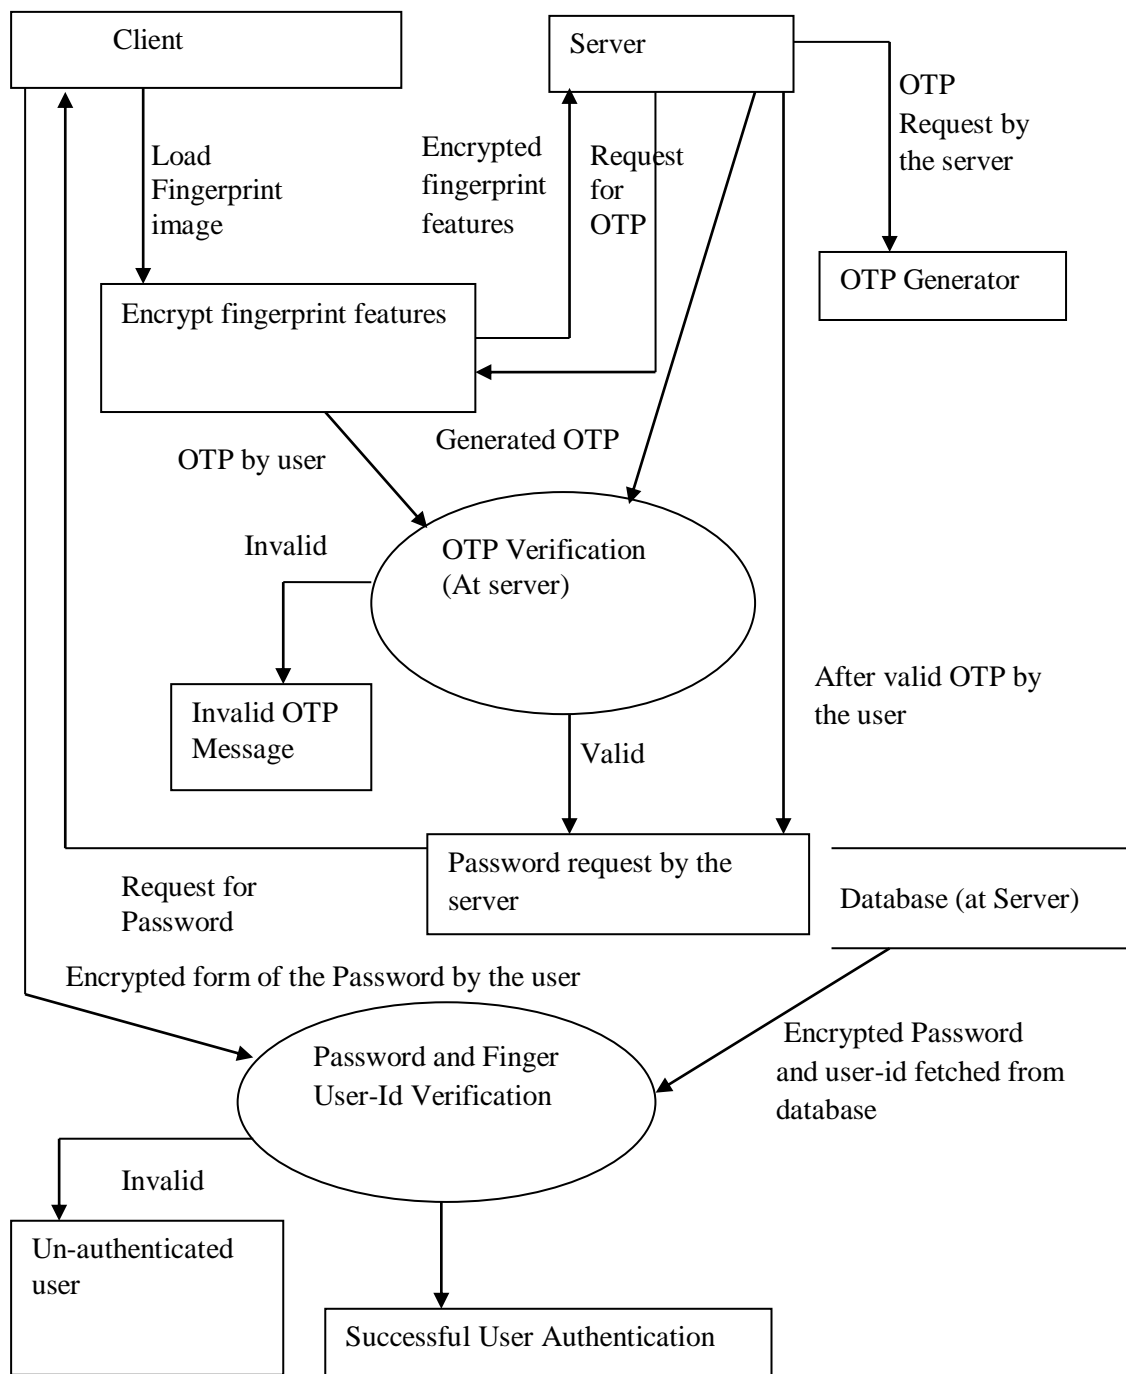 Client
Server
OTP
Request by
the server
Load
Fingerprint
image
Encrypted
fingerprint
features
Request
for
OTP
OTP Generator
Encrypt fingerprint features
Generated OTP
OTP by user
Invalid
OTP Verification
(At server)
After valid OTP by
the user
Invalid OTP
Message
Valid
Password request by the
server
Database (at Server)
Request for
Password
Encrypted form of the Password by the user
Encrypted Password
and user-id fetched from
database
Password and Finger
User-Id Verification
Invalid
Un-authenticated
user
Successful User Authentication